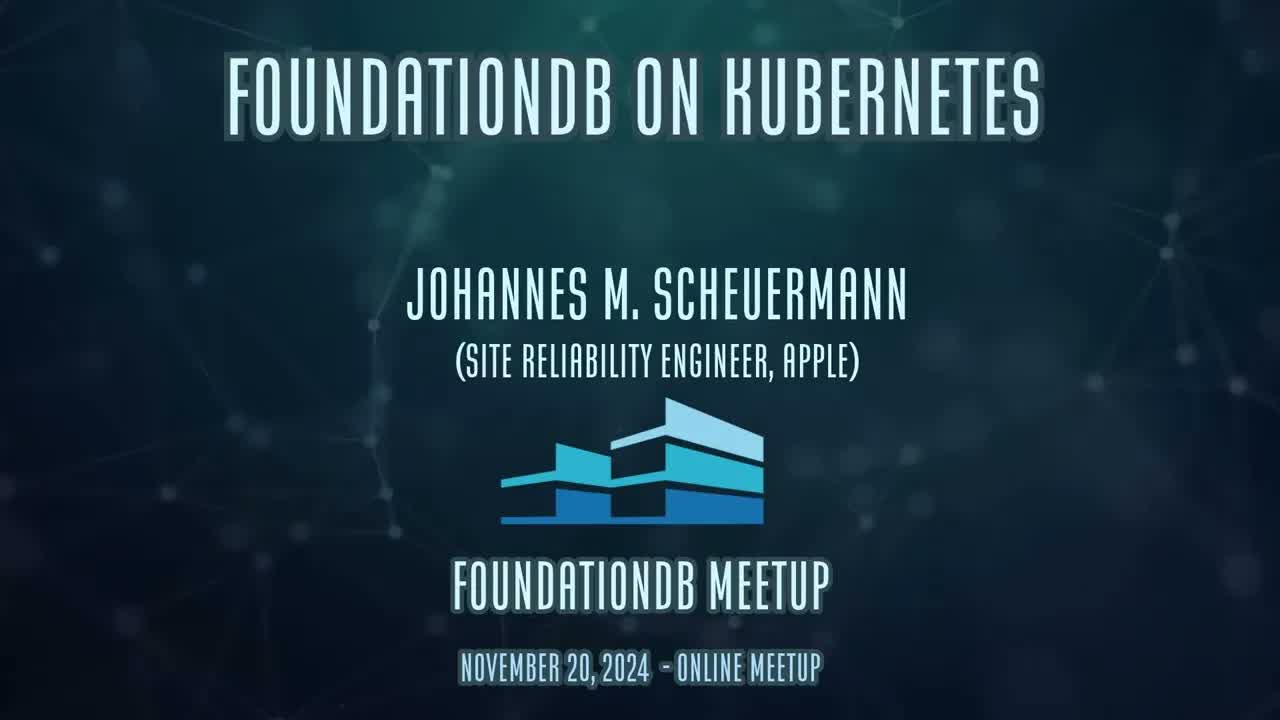 FOUNDATIONDB ON KUBERNETES
JOHANNES M. SCHEUERMANN
(SITE RELIABILITY ENGINEER, APPLE)
FOUNDATIONDB MEETUP
NOVEMBER 20, 2024 - ONLINE MEETUP